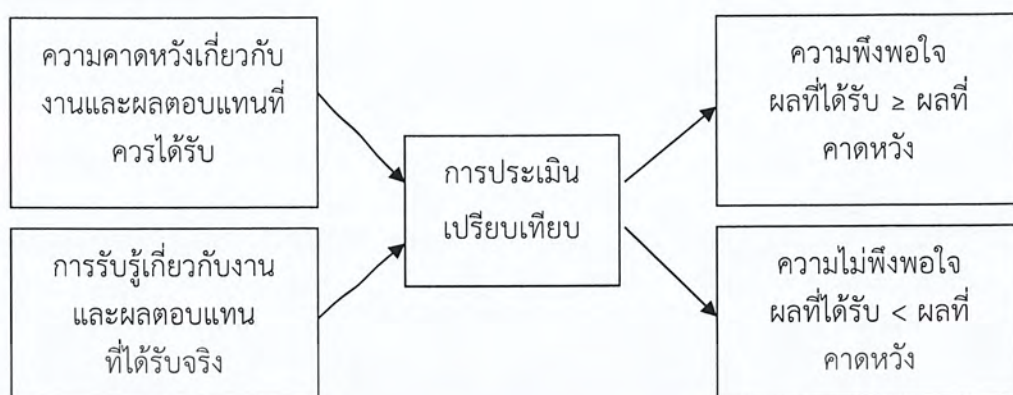 ความคาดหวังเกี่ยวกับ
งานและผลตอบแทนที่
ควรได้รับ
การรับรู้เกี่ยวกับงาน
และผลตอบแทน
ที่ได้รับจริง
การประเมิน
เปรียบเทียบ
ความพึงพอใจ
ผลที่ได้รับ ≥ ผลที่
คาดหวัง
ความไม่พึงพอใจ
ผลที่ได้รับ < ผลที่
คาดหวัง